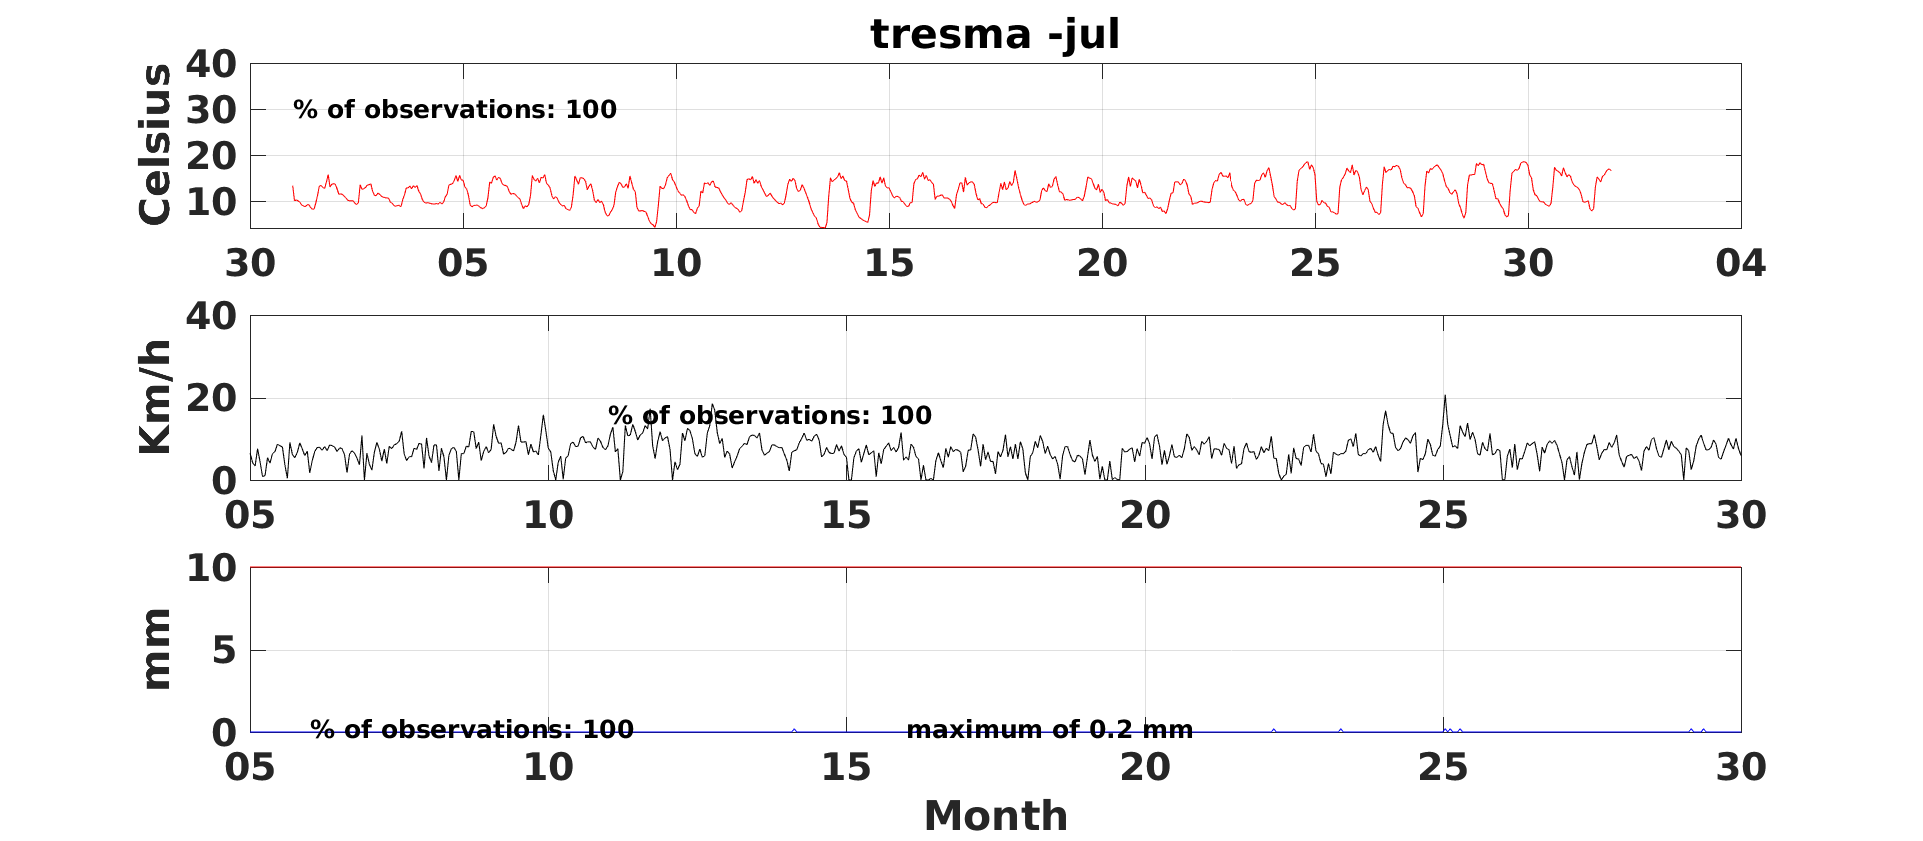 tresma -jul
Celsius
40
30
20
10
% of observations: 100
30 05 10 15 20 25 30 04
Km/h
40
20
0
% of observations: 100
05 10 15 20 25 30
mm
10
5
0
% of observations: 100 maximum of 0.2 mm
05 10 15 20 25 30
Month